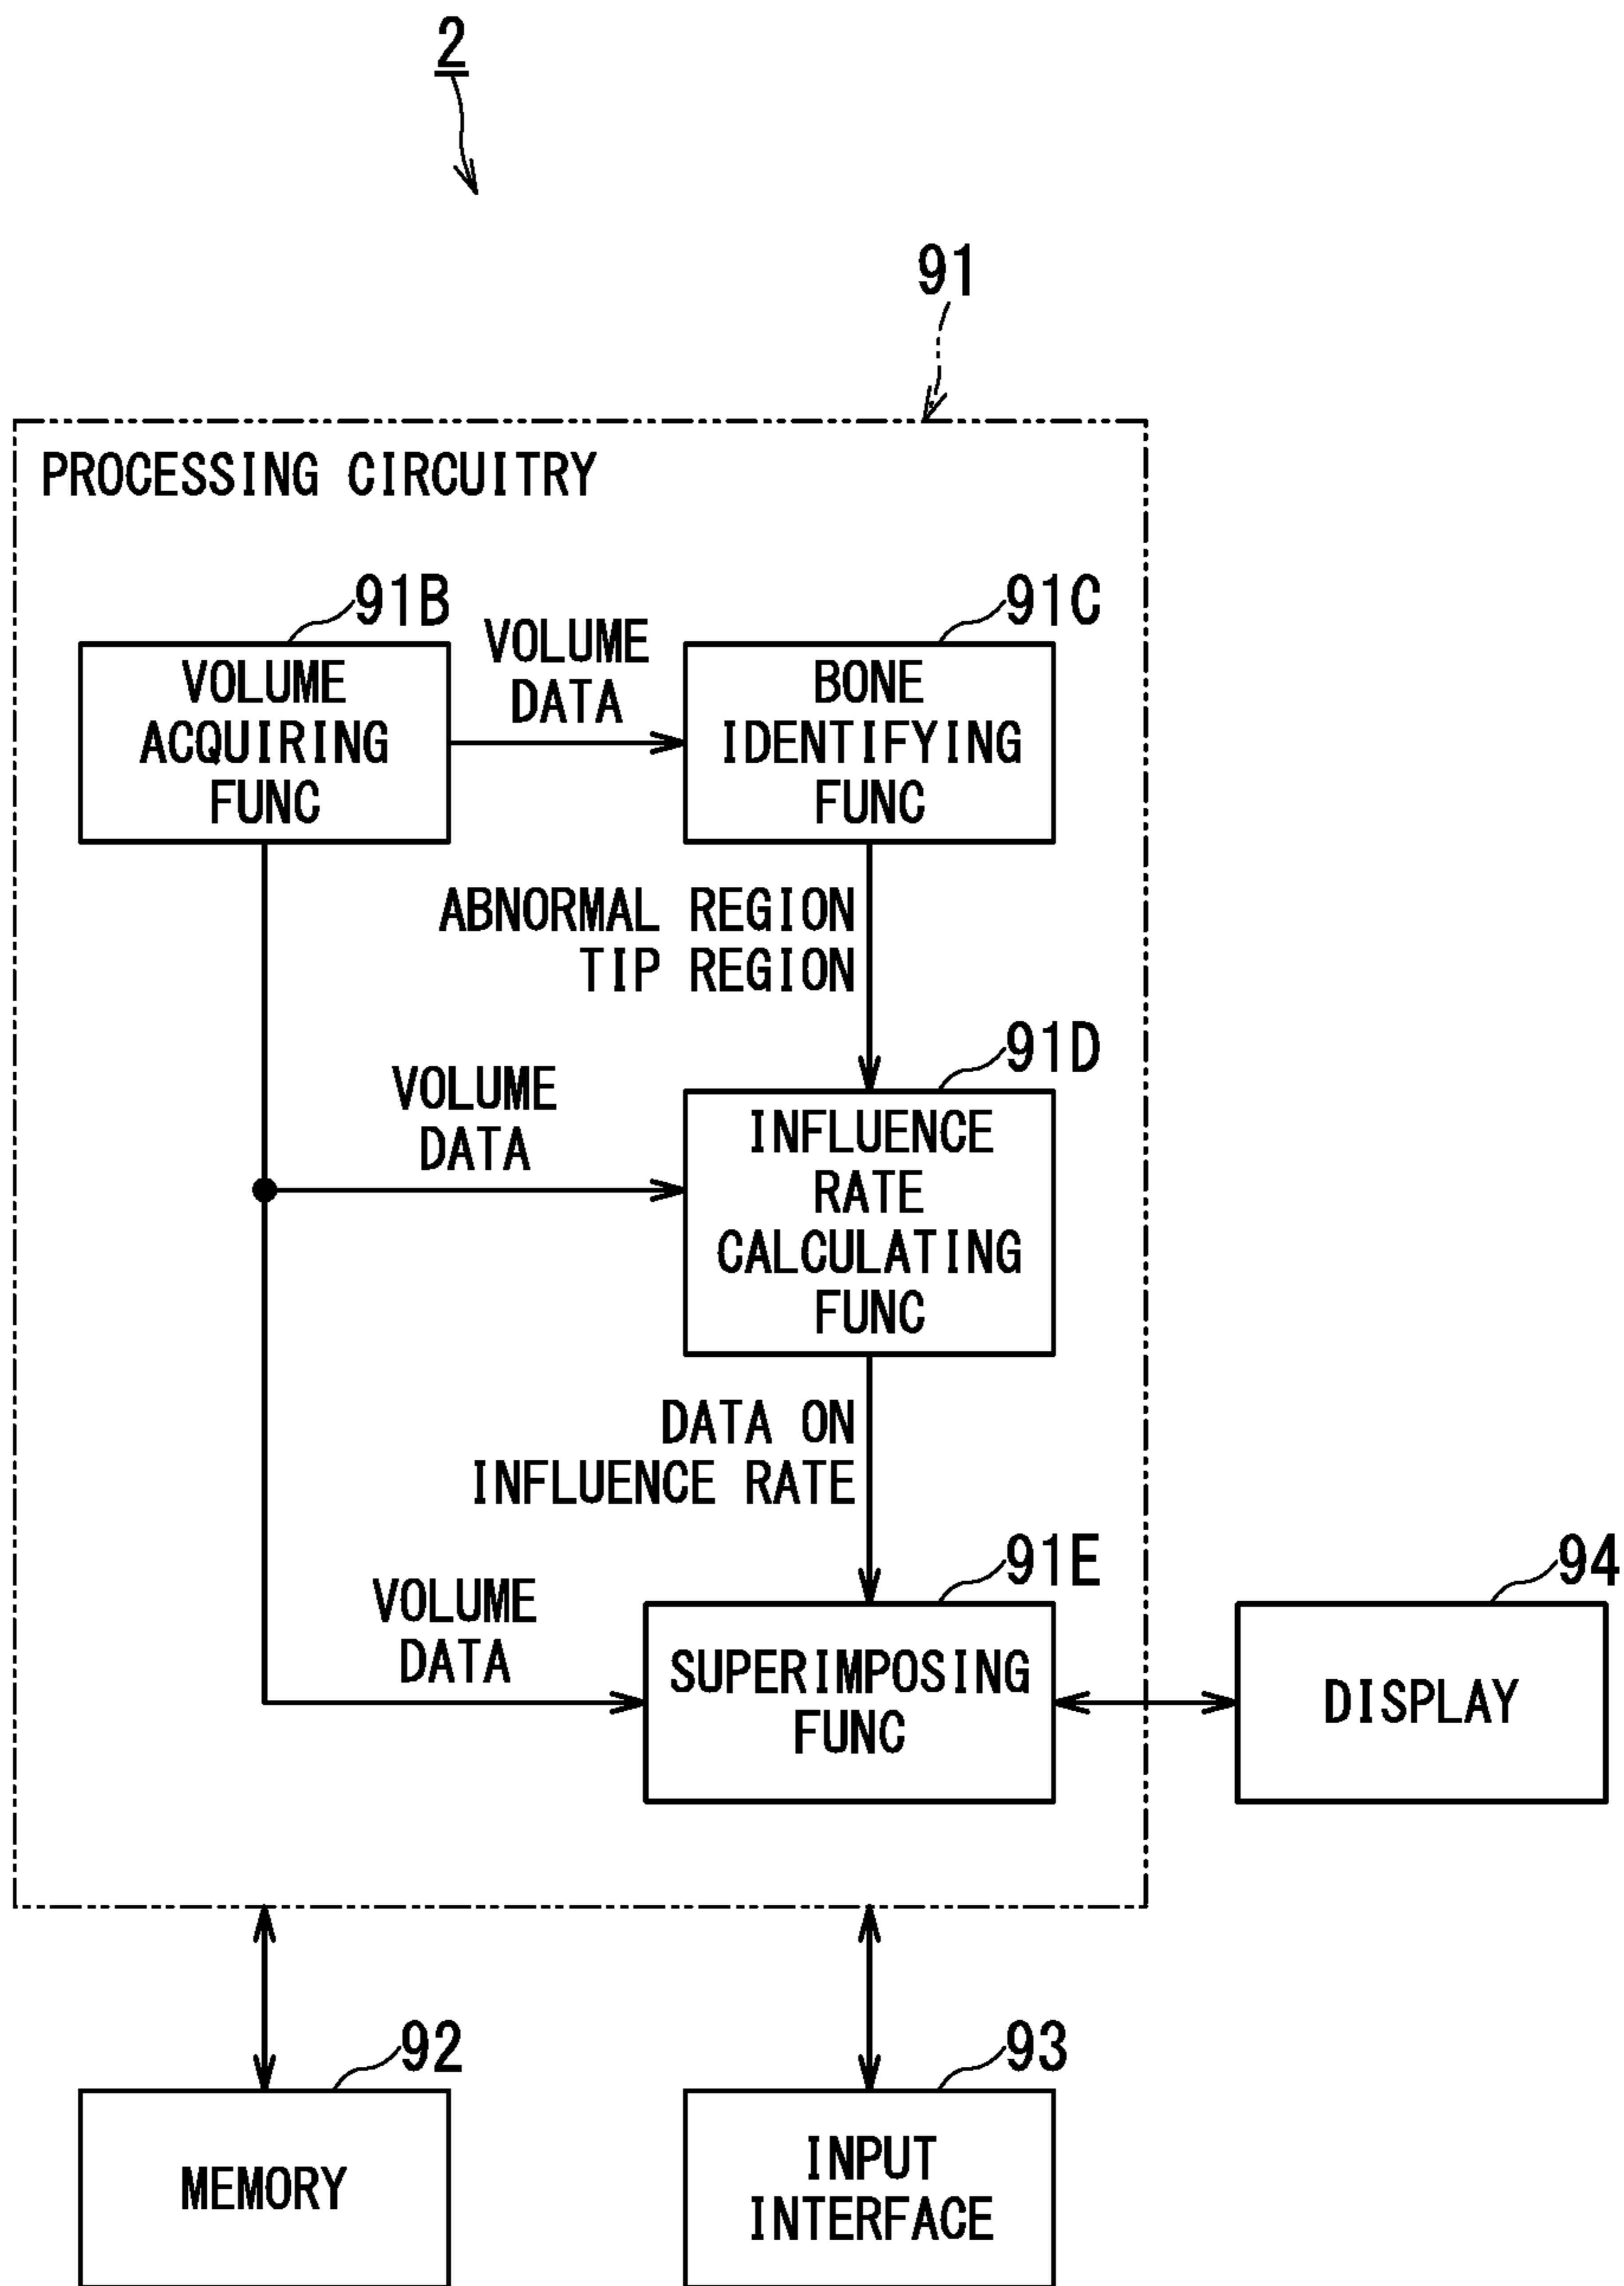 2
91
PROCESSING CIRCUITRY
91B
91C
VOLUME
ACQUIRING
FUNC
VOLUME
DATA
BONE
IDENTIFYING
FUNC
ABNORMAL REGION
TIP REGION
91D
VOLUME
DATA
INFLUENCE
RATE
CALCULATING
FUNC
DATA ON
INFLUENCE RATE
91E
94
VOLUME
DATA
SUPERIMPOSING
FUNC
DISPLAY
92
93
MEMORY
INPUT
INTERFACE